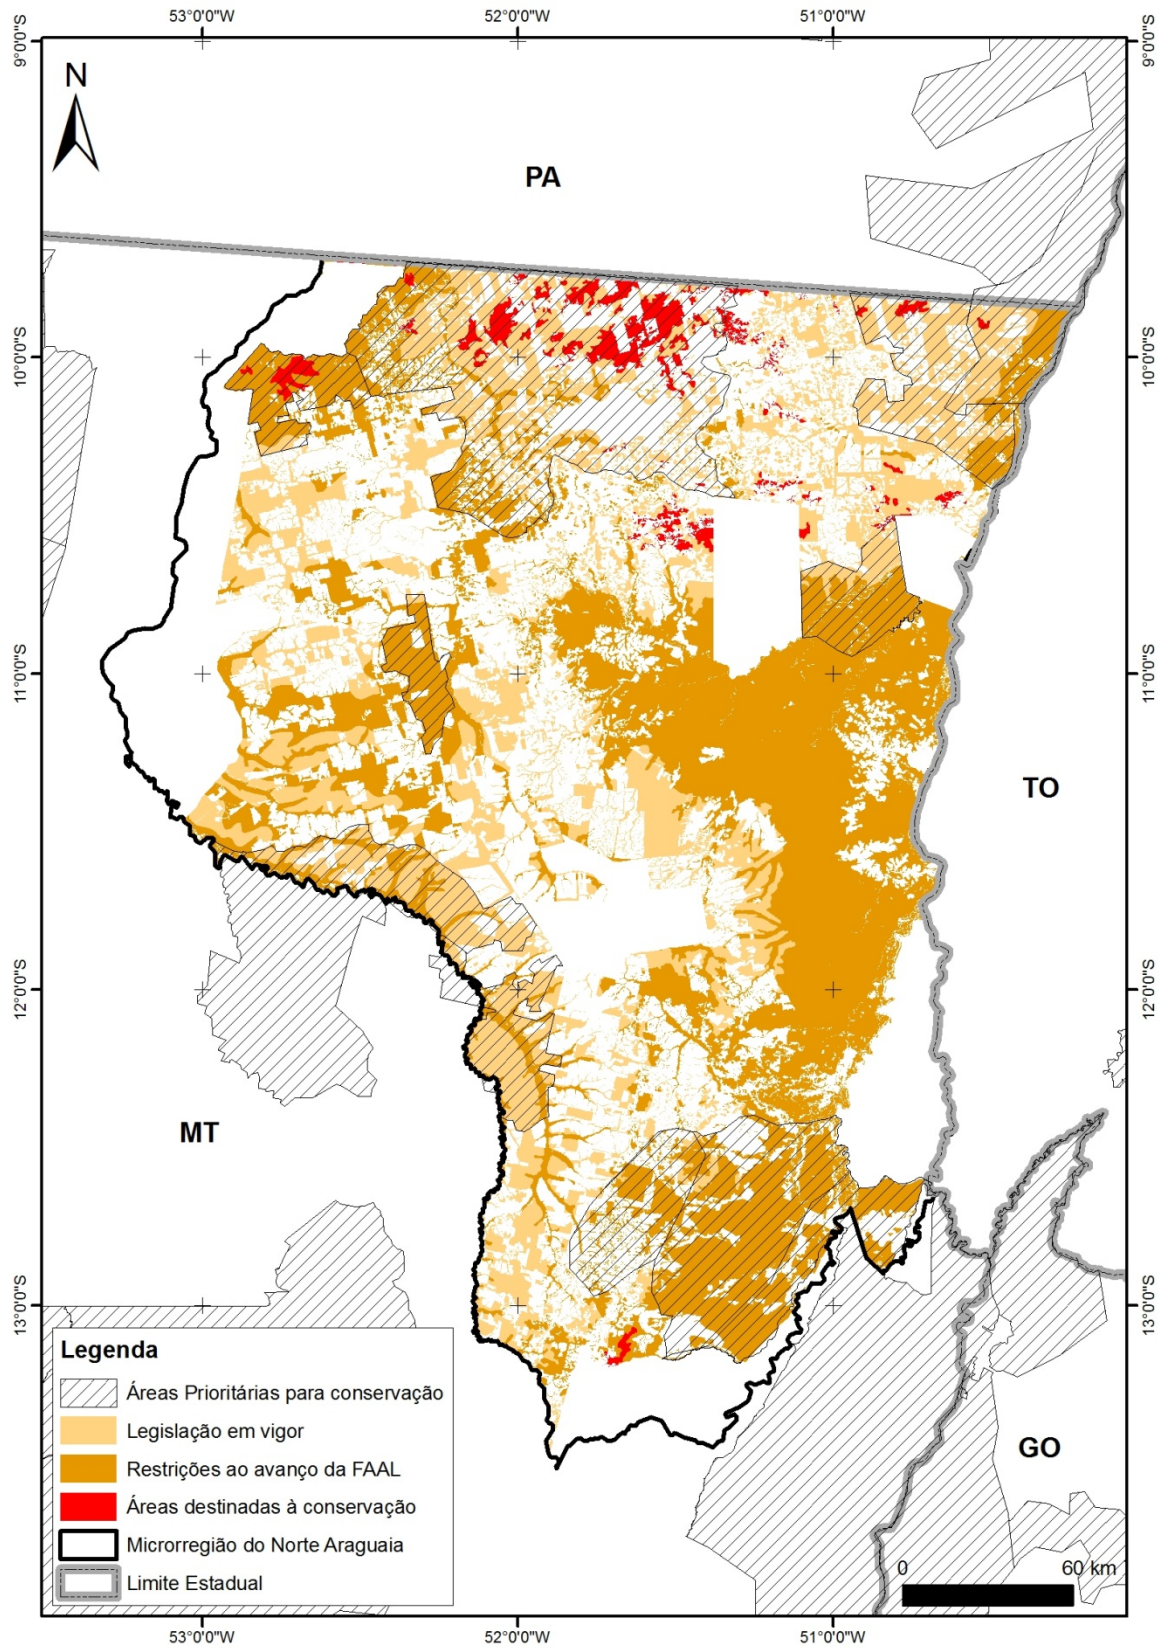 53°0'0"W 52°0'0"W 51°0'0"W
9°0'0"S 9°0'0"S
N
PA
10°0'0"S 10°0'0"S
11°0'0"S 11°0'0"S
TO
12°0'0"S 12°0'0"S
MT
13°0'0"S 13°0'0"S
Legenda
Áreas Prioritárias para conservação
Legislação em vigor
Restrições ao avanço da FAAL
Áreas destinadas à conservação
Microrregião do Norte Araguaia
Limite Estadual
GO
0 60 km
53°0'0"W 52°0'0"W 51°0'0"W